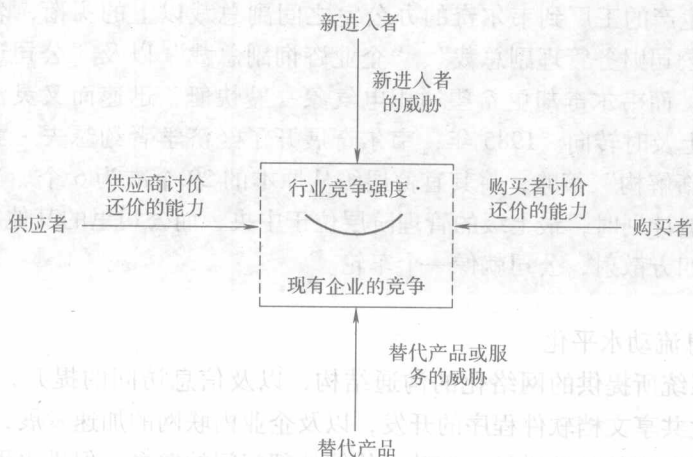 新进入者
新进入者
的威胁
供应商讨价
还价的能力
供应者
行业竞争强度
购买者讨价
还价的能力
购买者
现有企业的竞争
替代产品或服
务的威胁
替代产品